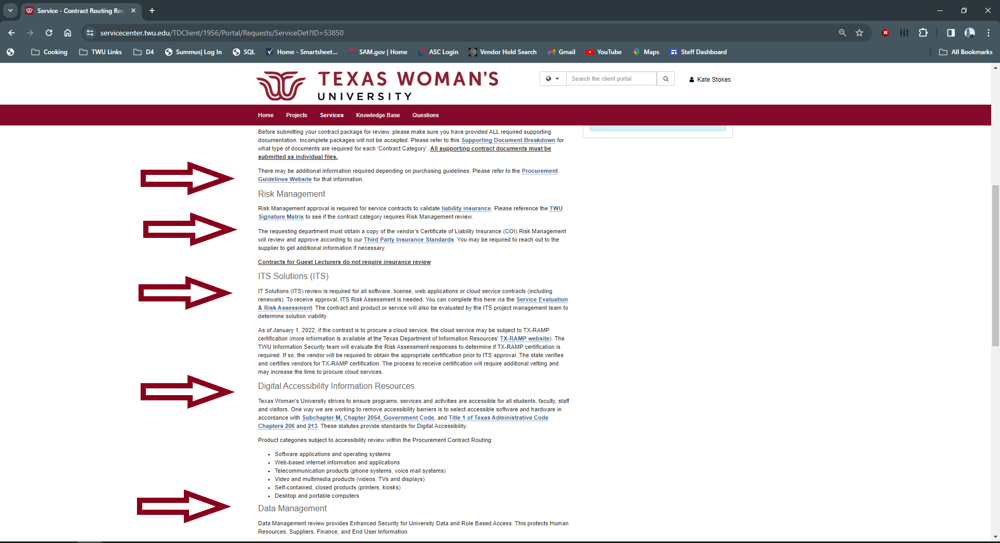 Service - Contract Routing Req
servicecenter.twu.edu/TDClient/1956/Portal/Requests/ServiceDet?ID=53850
Cooking TWU Links D4 Summus| Log In SQL Home - Smartsheet... SAM.gov | Home ASC Login Vendor Hold Search Gmail YouTube Maps Staff Dashboard All Bookmarks
TEXAS WOMAN'S
UNIVERSITY
Search the client portal
Kate Stokes
Home Projects Services Knowledge Base Questions
Before submitting your contract package for review, please make sure you have provided ALL required supporting
documentation. Incomplete packages will not be accepted. Please refer to this Supporting Document Breakdown for
what type of documents are required for each ‘Contract Category’. All supporting contract documents must be
submitted as individual files.
There may be additional information required depending on purchasing guidelines. Please refer to the Procurement
Guidelines Website for that information.
Risk Management
Risk Management approval is required for service contracts to validate liability insurance. Please reference the TWU
Signature Matrix to see if the contract category requires Risk Management review.
The requesting department must obtain a copy of the vendor's Certificate of Liability Insurance (COI).Risk Management
will review and approve according to our Third Party Insurance Standards. You may be required to reach out to the
supplier to get additional information if necessary.
Contracts for Guest Lecturers do not require insurance review
ITS Solutions (ITS)
IT Solutions (ITS) review is required for all software, license, web applications or cloud service contracts (including
renewals). To receive approval, ITS Risk Assessment is needed. You can complete this here via the Service Evaluation
& Risk Assessment. The contract and product or service will also be evaluated by the ITS project management team to
determine solution viability.
As of January 1, 2022, if the contract is to procure a cloud service, the cloud service may be subject to TX-RAMP
certification (more information is available at the Texas Department of Information Resources' TX-RAMP website). The
TWU Information Security team will evaluate the Risk Assessment responses to determine if TX-RAMP certification is
required. If so, the vendor will be required to obtain the appropriate certification prior to ITS approval. The state verifies
and certifies vendors for TX-RAMP certification. The process to receive certification will require additional vetting and
may increase the time to procure cloud services.
Digital Accessibility Information Resources
Texas Woman's University strives to ensure programs, services and activities are accessible for all students, faculty, staff
and visitors. One way we are working to remove accessibility barriers is to select accessible software and hardware in
accordance with Subchapter M, Chapter 2054, Government Code, and Title 1 of Texas Administrative Code
Chapters 206 and 213. These statutes provide standards for Digital Accessibility.
Product categories subject to accessibility review within the Procurement Contract Routing:
• Software applications and operating systems
• Web-based internet information and applications
• Telecommunication products (phone systems, voice mail systems)
• Video and multimedia products (videos, TVs and displays)
• Self-contained, closed products (printers, kiosks)
• Desktop and portable computers
Data Management
Data Management review provides Enhanced Security for University Data and Role Based Access. This protects Human
Resources, Suppliers, Finance, and End User Information.